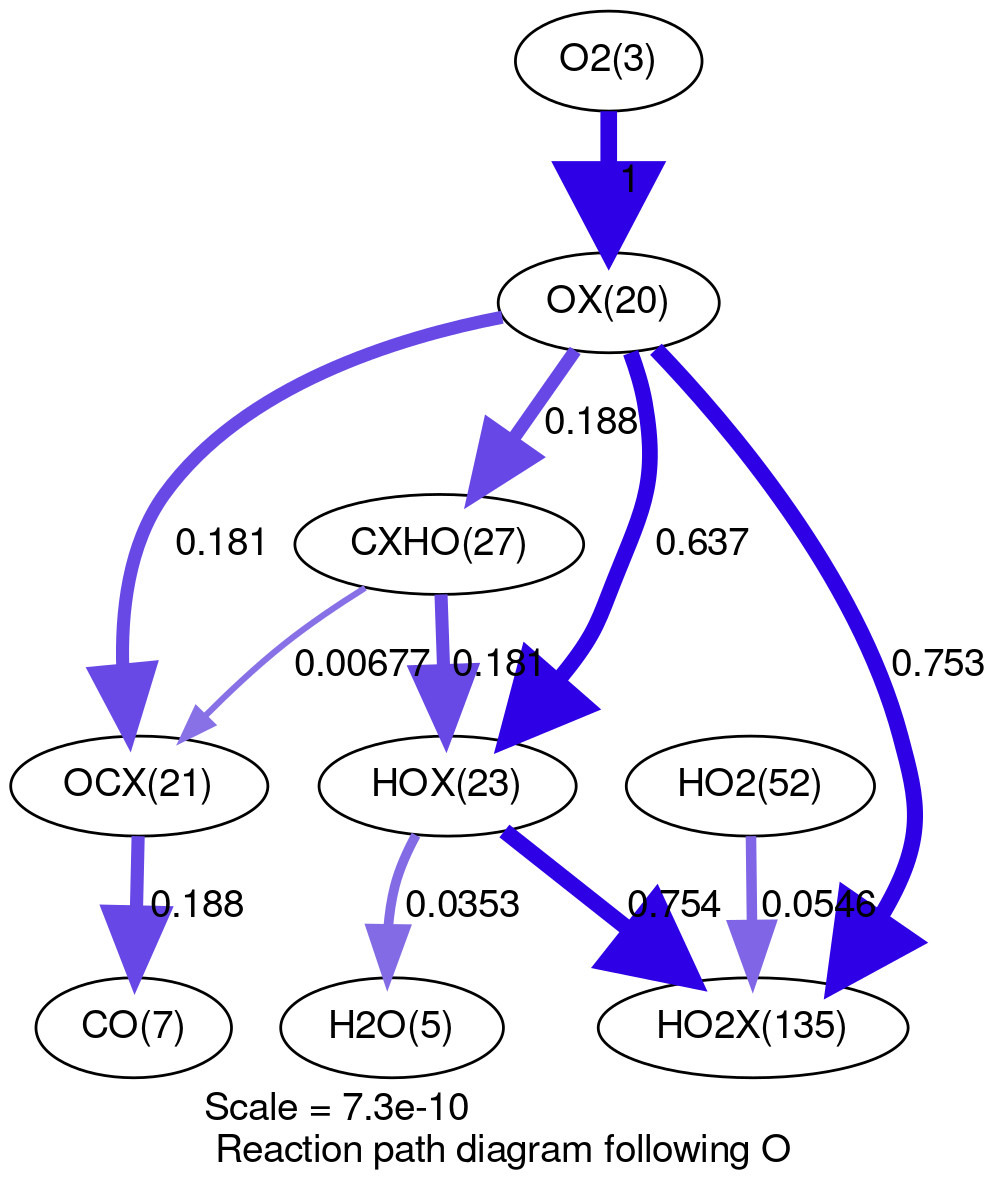 O2(3)
1
OX(20)
0.188
0.181
CXHO(27)
0.637
0.00677
0.181
0.753
OCX(21)
HOX(23)
HO2(52)
0.188
0.0353
0.754
0.0546
CO(7)
H2O(5)
HO2X(135)
Scale = 7.3e-10
Reaction path diagram following O